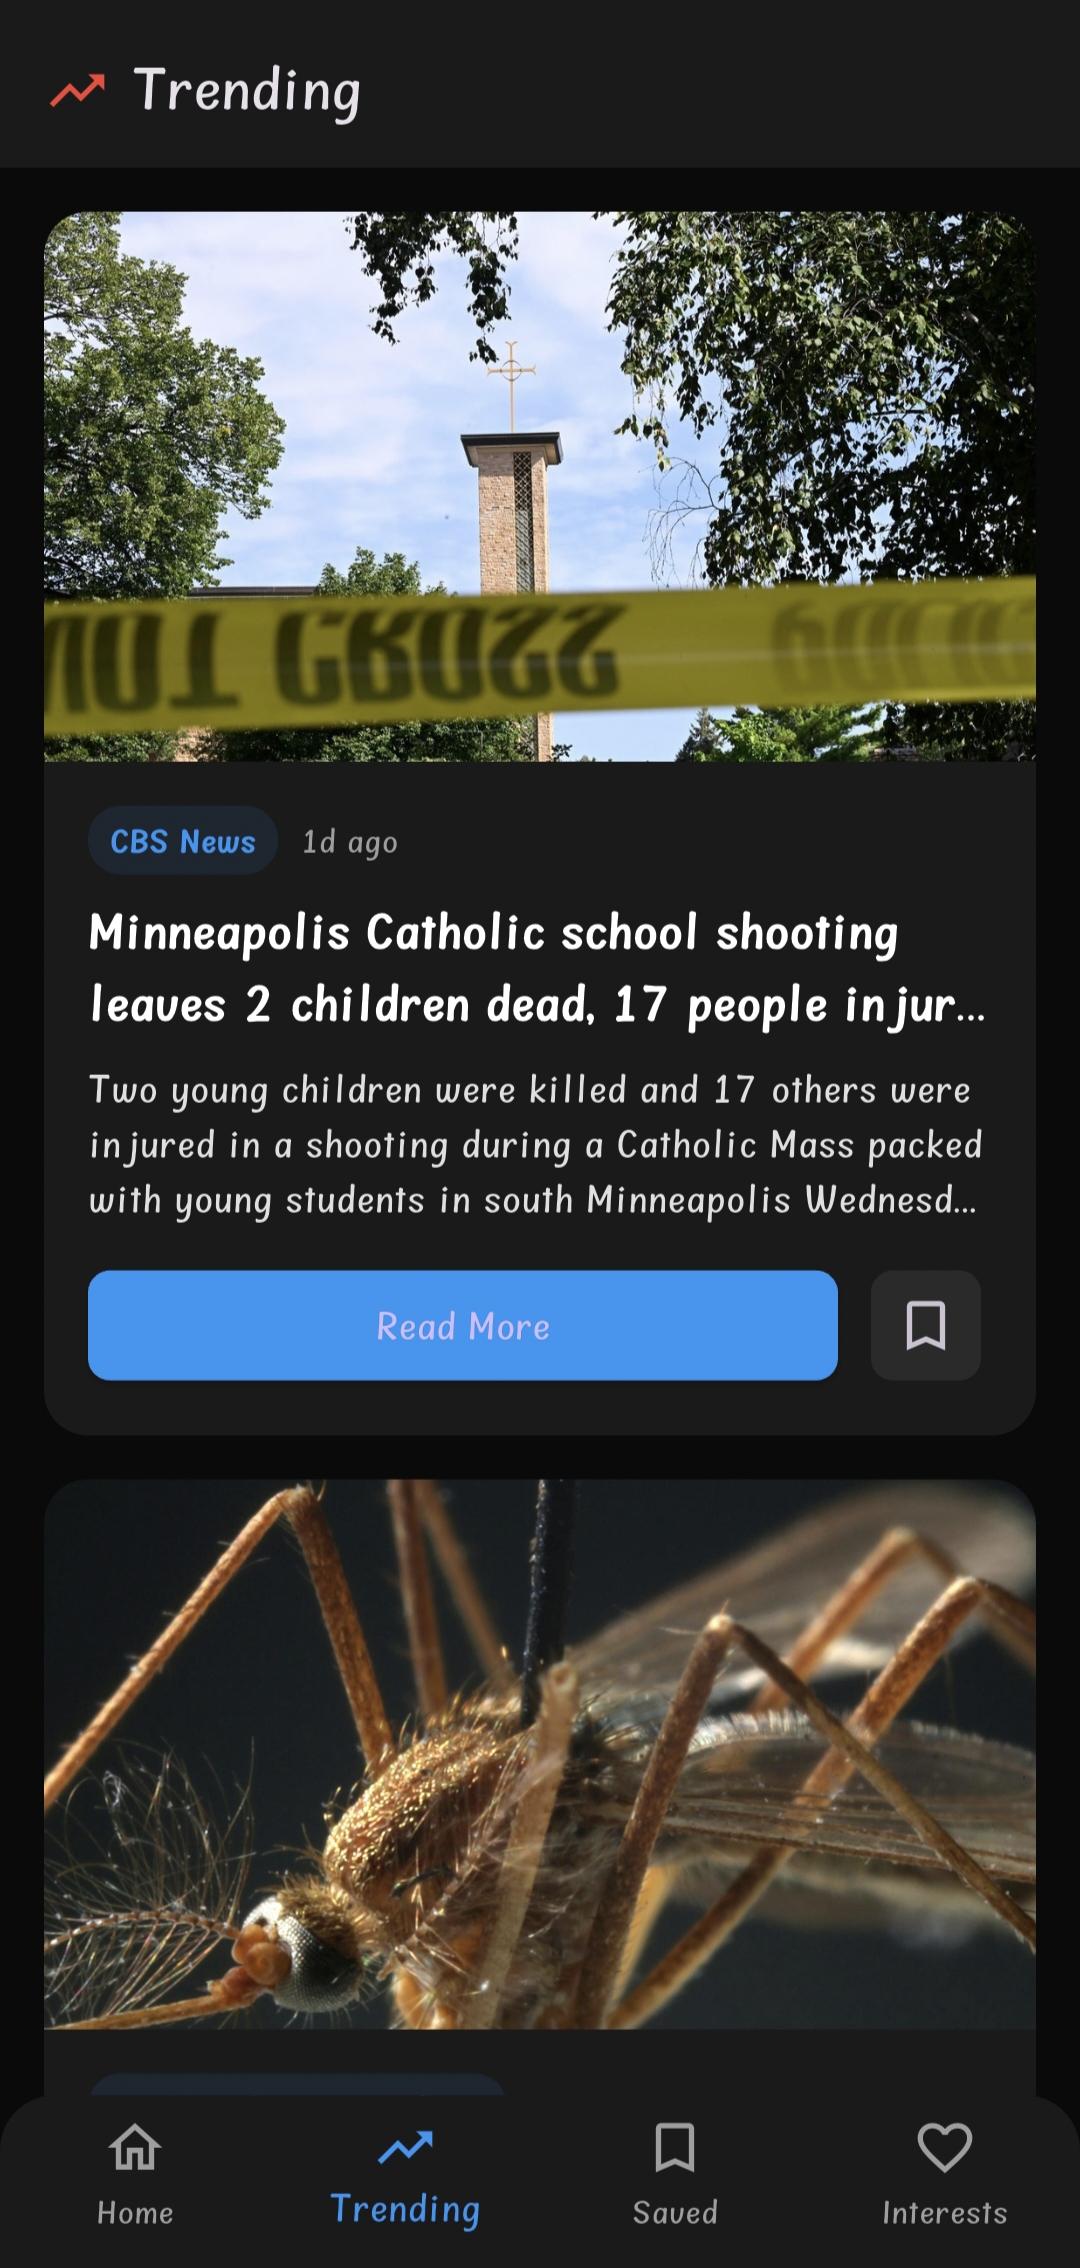 Trending
NOT CROSS POLIC
CBS News 1d ago
Minneapolis Catholic school shooting
leaves 2 children dead, 17 people injur...
Two young children were killed and 17 others were
injured in a shooting during a Catholic Mass packed
with young students in south Minneapolis Wednesd...
Read More
Home Trending Saved Interests